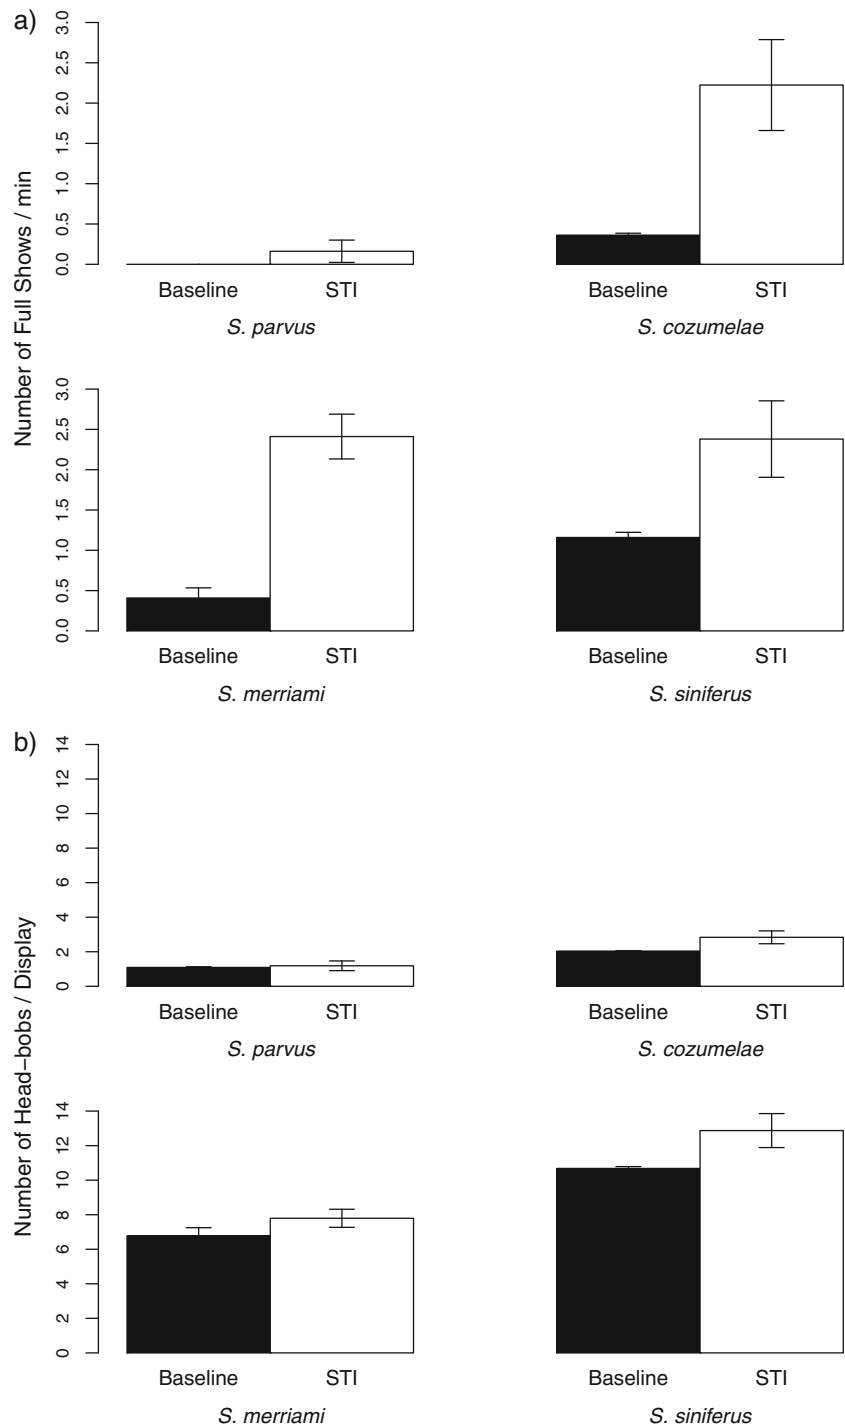 a)
Number of Full Shows / min
3.0
2.5
2.0
1.5
1.0
0.5
0.0
Baseline STI
S. parvus
Baseline STI
S. cozumelae
3.0
2.5
2.0
1.5
1.0
0.5
0.0
Baseline STI
S. merriami
Baseline STI
S. siniferus
b)
Number of Head−bobs / Display
14
12
10
8
6
4
2
0
Baseline STI
S. parvus
Baseline STI
S. cozumelae
14
12
10
8
6
4
2
0
Baseline STI
S. merriami
Baseline STI
S. siniferus